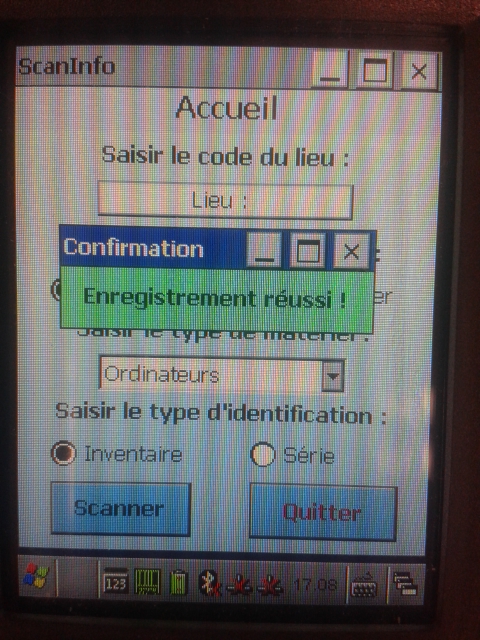 ScanInfo
Accueil
Saisir le code du lieu :
Lieu :
Confirmation
:
Enregistrement réussi !
er
Saisir le type de matériel :
Ordinateurs
Saisir le type d'identification :
Inventaire
Série
Scanner
Quitter
123
17:08